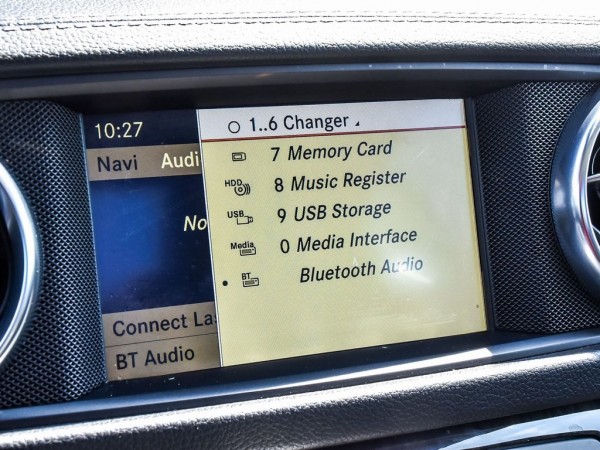 10:27
Navi Audi
No
Connect La
BT Audio
1..6 Changer
7 Memory Card
HDD 8 Music Register
USB 9 USB Storage
Media 0 Media Interface
BT Bluetooth Audio